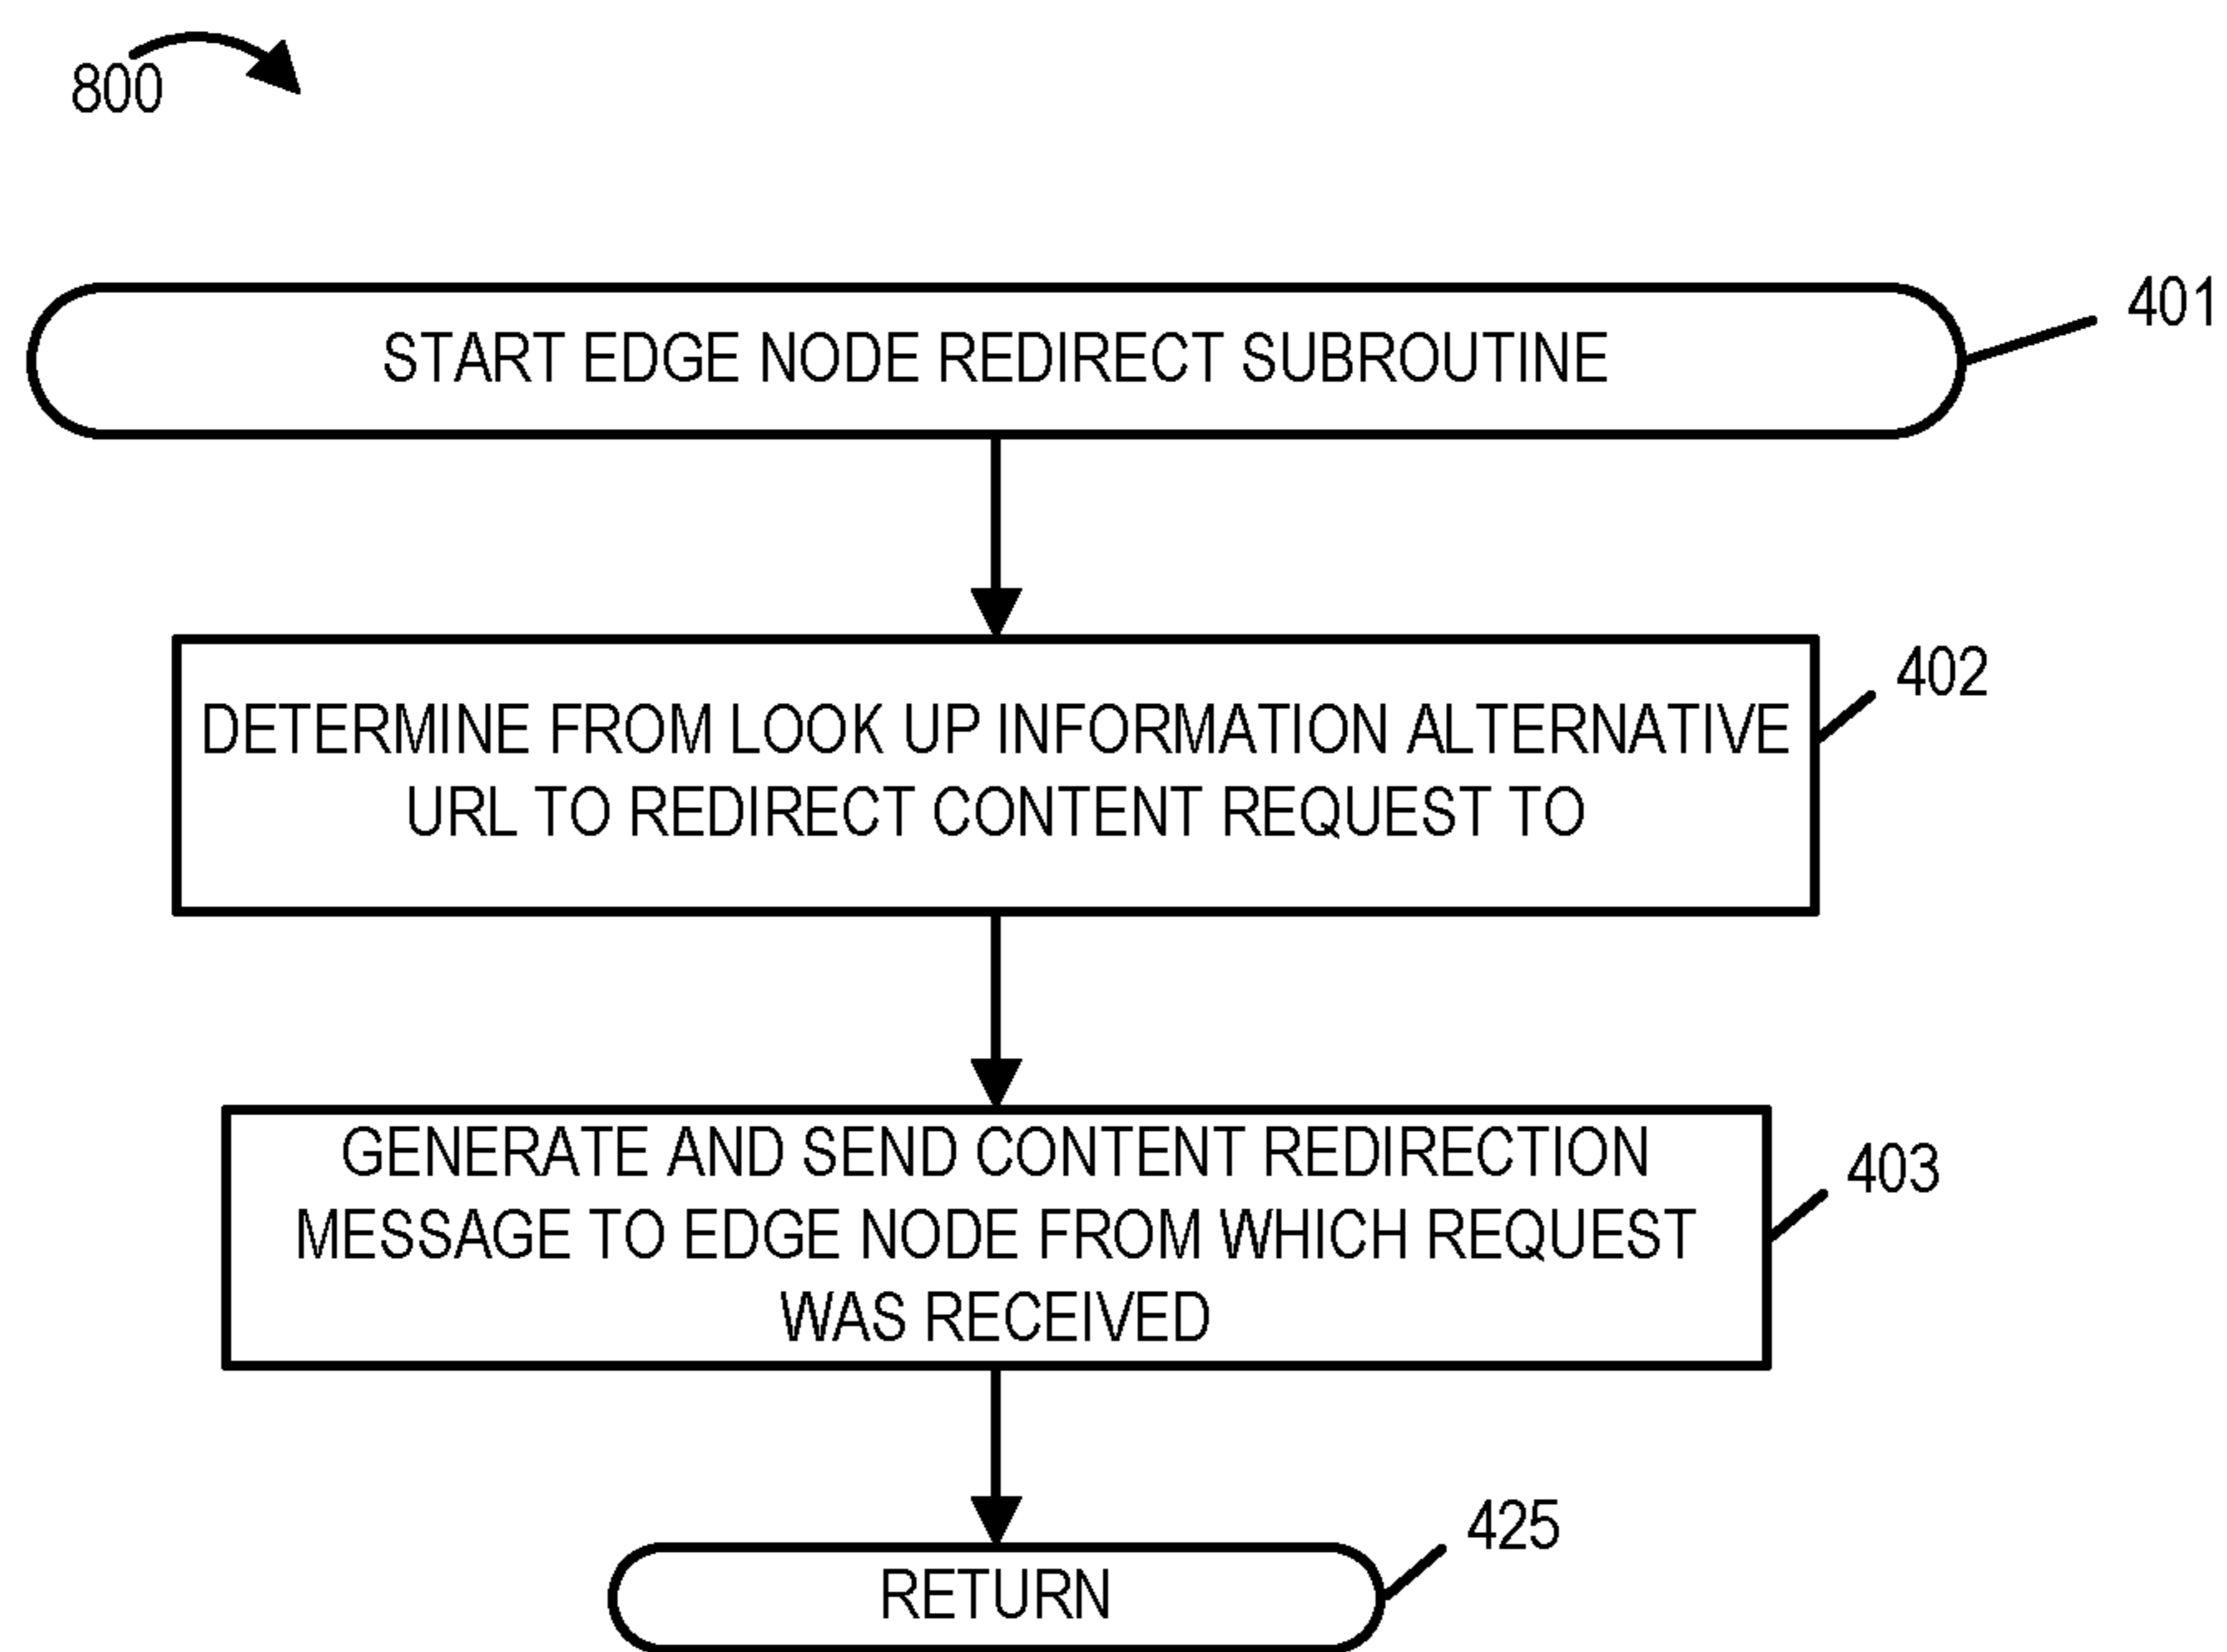 800
START EDGE NODE REDIRECT SUBROUTINE
401
DETERMINE FROM LOOK UP INFORMATION ALTERNATIVE
URL TO REDIRECT CONTENT REQUEST TO
402
GENERATE AND SEND CONTENT REDIRECTION
MESSAGE TO EDGE NODE FROM WHICH REQUEST
WAS RECEIVED
403
RETURN
425